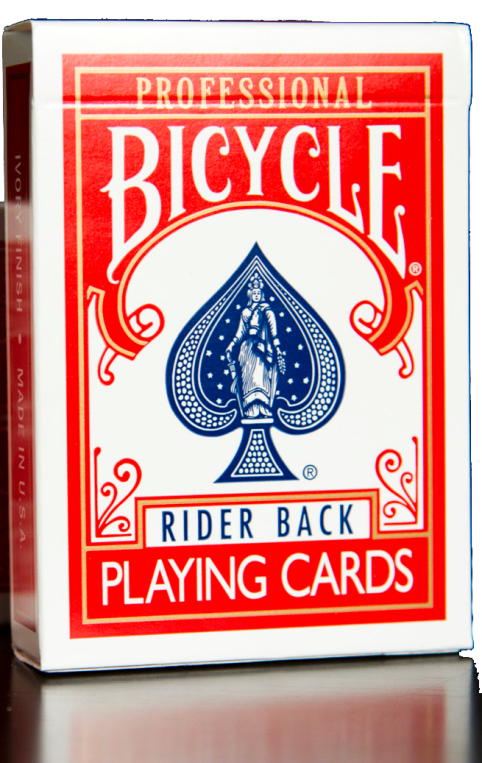 PROFESSIONAL
BICYCLE®
®
RIDER BACK
PLAYING CARDS
IVORY FINISH • MADE IN U.S.A.